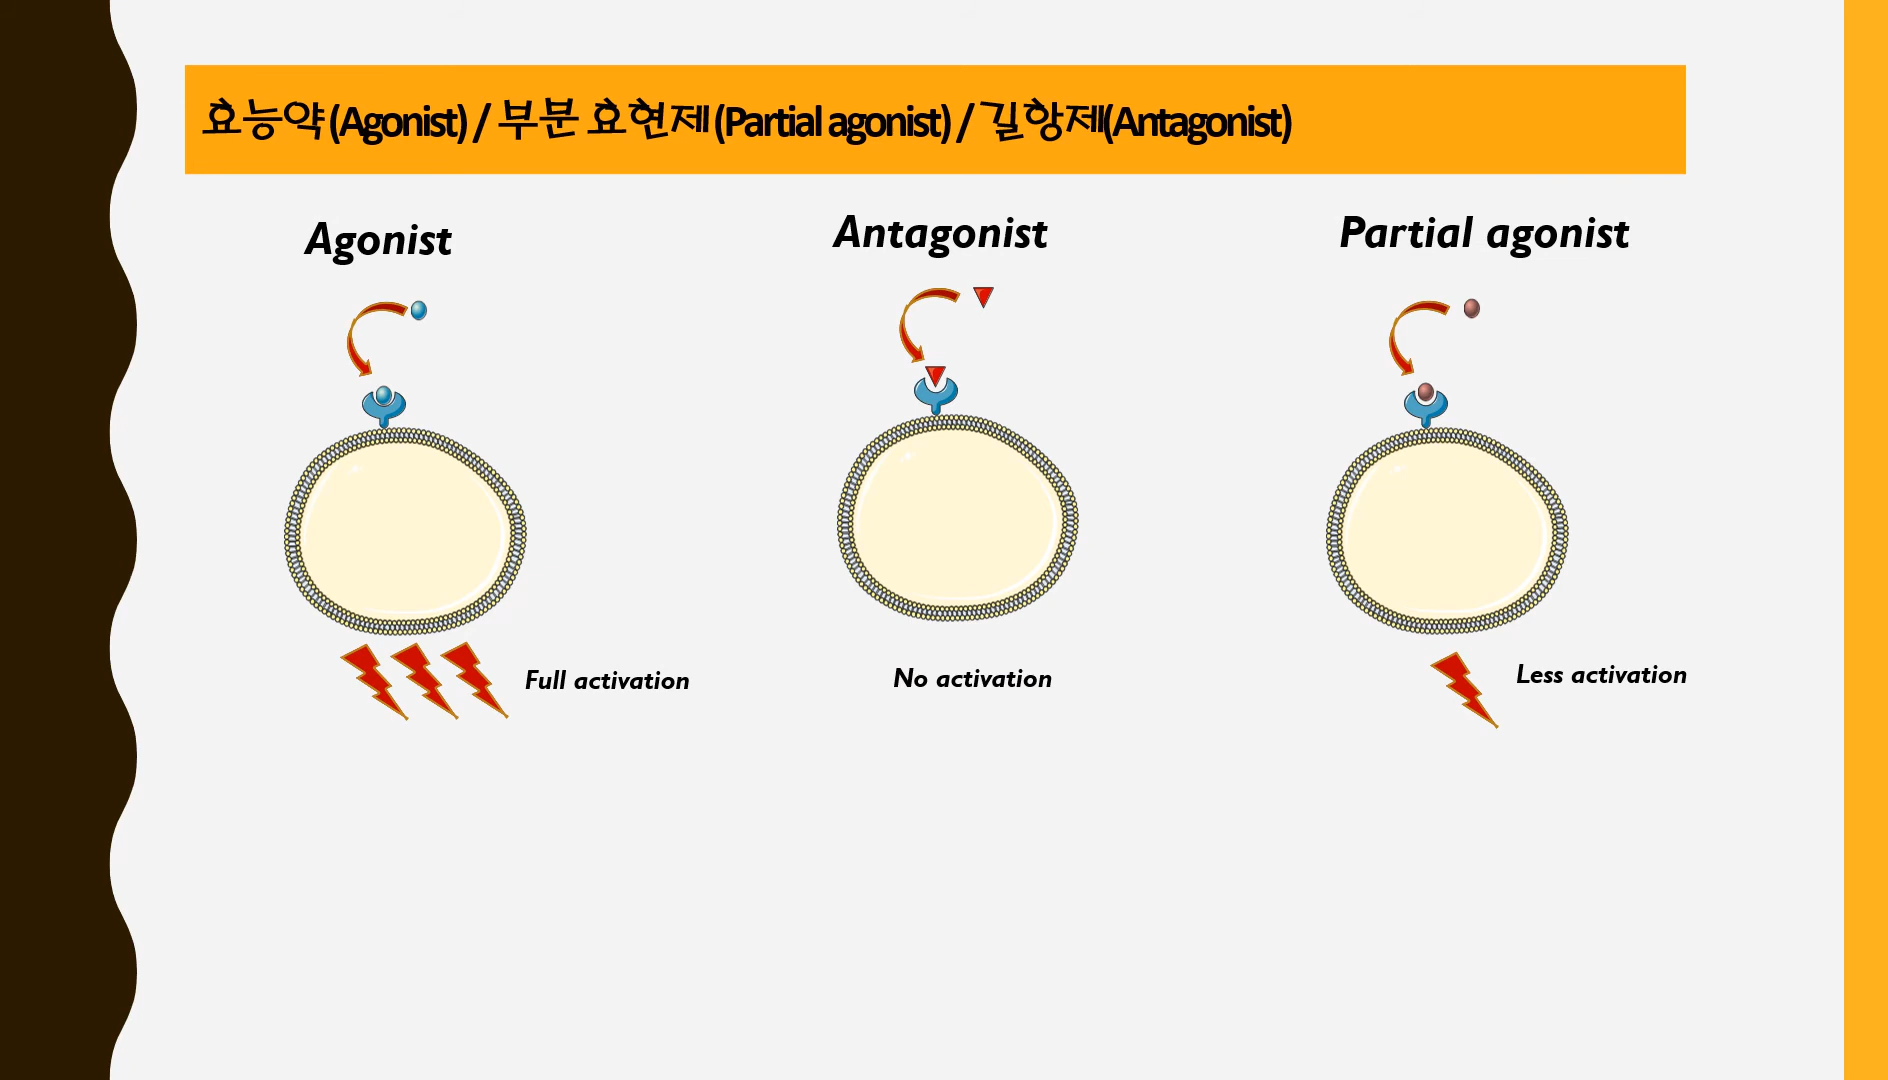 효능약 (Agonist) / 부분 효현제 (Partial agonist) / 길항제(Antagonist)
Agonist
Antagonist
Partial agonist
Full activation
No activation
Less activation